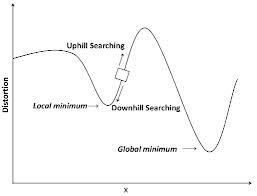 Uphill Searching
Local minimum
Downhill Searching
Global minimum
Distortion
X